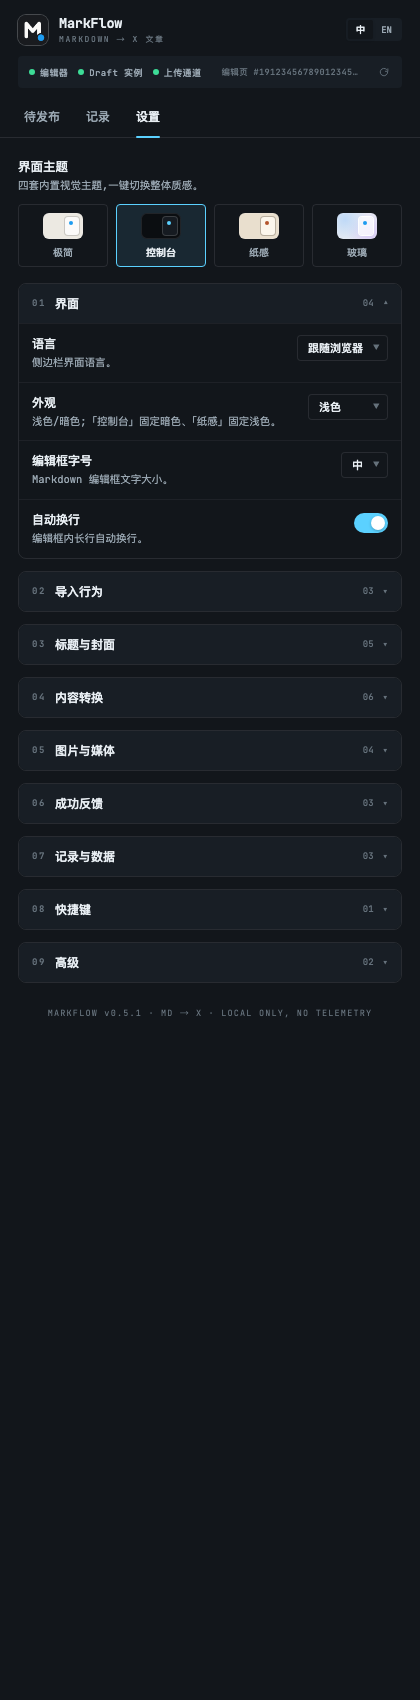 MarkFlow
MARKDOWN → X 文章
中 EN
编辑器 Draft 实例 上传通道 编辑页 #19123456789012345…
待发布 记录 设置
界面主题
四套内置视觉主题,一键切换整体质感。
极简 控制台 纸感 玻璃
01 界面 04 ▴
语言
侧边栏界面语言。
跟随浏览器 ▼
外观
浅色/暗色;「控制台」固定暗色、「纸感」固定浅色。
浅色 ▼
编辑框字号
Markdown 编辑框文字大小。
中 ▼
自动换行
编辑框内长行自动换行。
02 导入行为 03 ▾
03 标题与封面 05 ▾
04 内容转换 06 ▾
05 图片与媒体 04 ▾
06 成功反馈 03 ▾
07 记录与数据 03 ▾
08 快捷键 01 ▾
09 高级 02 ▾
MARKFLOW v0.5.1 · MD → X · LOCAL ONLY, NO TELEMETRY